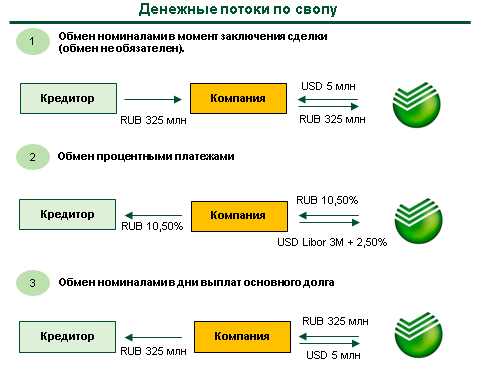 Денежные потоки по свопу
1
Обмен номиналами в момент заключения сделки
(обмен не обязателен).
Кредитор
RUB 325 млн
Компания
USD 5 млн
RUB 325 млн
2
Обмен процентными платежами
Кредитор
RUB 10,50%
Компания
RUB 10,50%
USD Libor 3M + 2,50%
3
Обмен номиналами в дни выплат основного долга
Кредитор
RUB 325 млн
Компания
RUB 325 млн
USD 5 млн